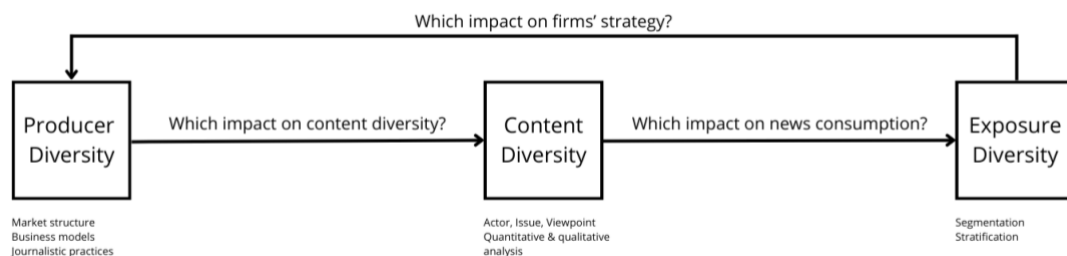 Which impact on firms’ strategy?
Producer
Diversity
Which impact on content diversity?
Content
Diversity
Which impact on news consumption?
Exposure
Diversity
Market structure
Business models
Journalistic practices
Actor, Issue, Viewpoint
Quantitative & qualitative
analysis
Segmentation
Stratification